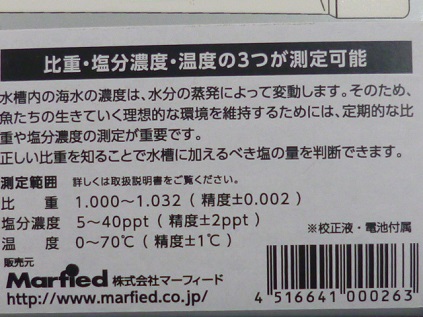 比重・塩分濃度・温度の3つが測定可能
水槽内の海水の濃度は、水分の蒸発によって変動します。そのため、
魚たちの生きていく理想的な環境を維持するためには、定期的な比
重や塩分濃度の測定が重要です。
正しい比重を知ることで水槽に加えるべき塩の量を判断できます。
測定範囲 詳しくは取扱説明書をご覧ください。
比 重 1.000～1.032 ( 精度±0.002 )
塩分濃度 5～40ppt ( 精度±2ppt )
温 度 0～70℃ ( 精度±1℃ )
※校正液・電池付属
販売元
Marfied 株式会社マーフィード
http://www.marfied.co.jp/
4 516641 000263